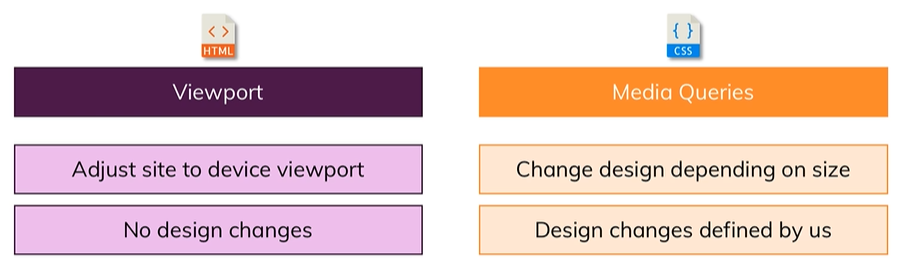 < >
HTML
{ }
CSS
Viewport
Media Queries
Adjust site to device viewport
Change design depending on size
No design changes
Design changes defined by us